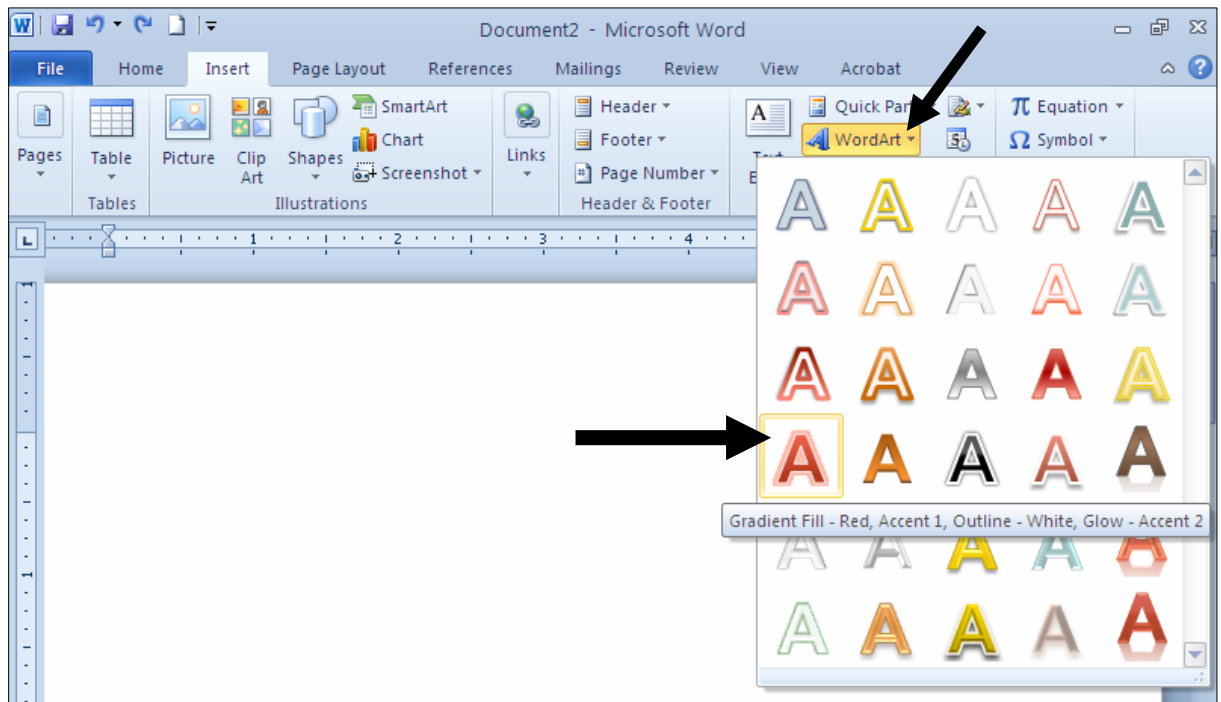 W Document2 - Microsoft Word
File Home Insert Page Layout References Mailings Review View Acrobat
Pages Table Picture Clip Art Shapes SmartArt Chart Screenshot Links Header Footer Page Number A WordArt Equation Symbol
Tables Illustrations Header & Footer
L 1 2 3 4
A A A A A
A A A A A
A A A A A
A A A A A
Gradient Fill - Red, Accent 1, Outline - White, Glow - Accent 2
A A A A A
A A A A A
1
1